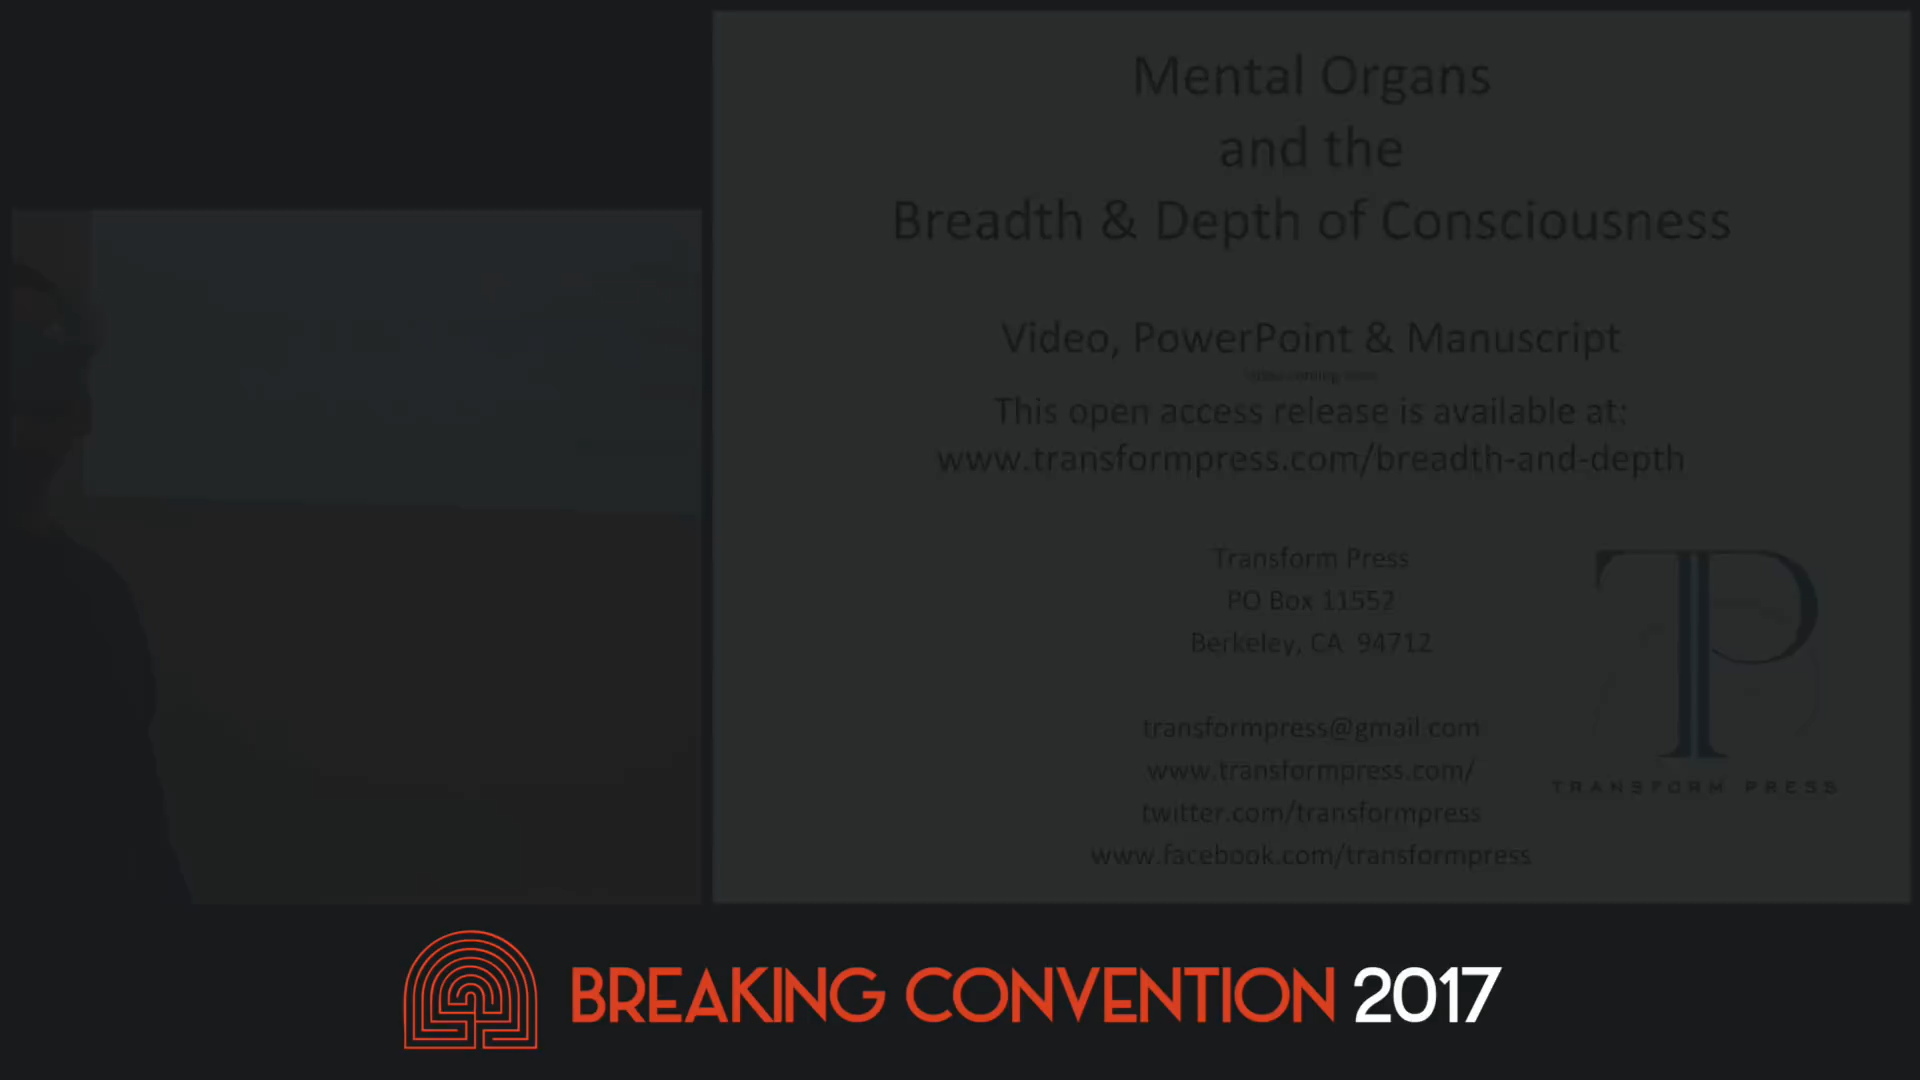 Mental Organs
and the
Breadth & Depth of Consciousness
Video, PowerPoint & Manuscript
This open access release is available at:
www.transformpress.com/breadth-and-depth
Transform Press
PO Box 11552
Berkeley, CA 94712
transformpress@gmail.com
www.transformpress.com/
twitter.com/transformpress
www.facebook.com/transformpress
TRANSFORM PRESS
BREAKING CONVENTION 2017